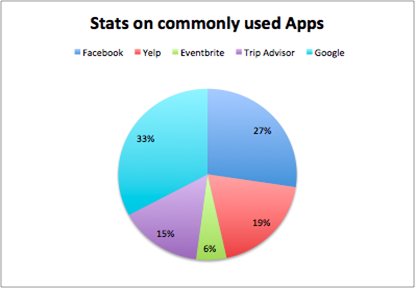 Stats on commonly used Apps
Facebook Yelp Eventbrite Trip Advisor Google
33% 27%
19%
15%
6%